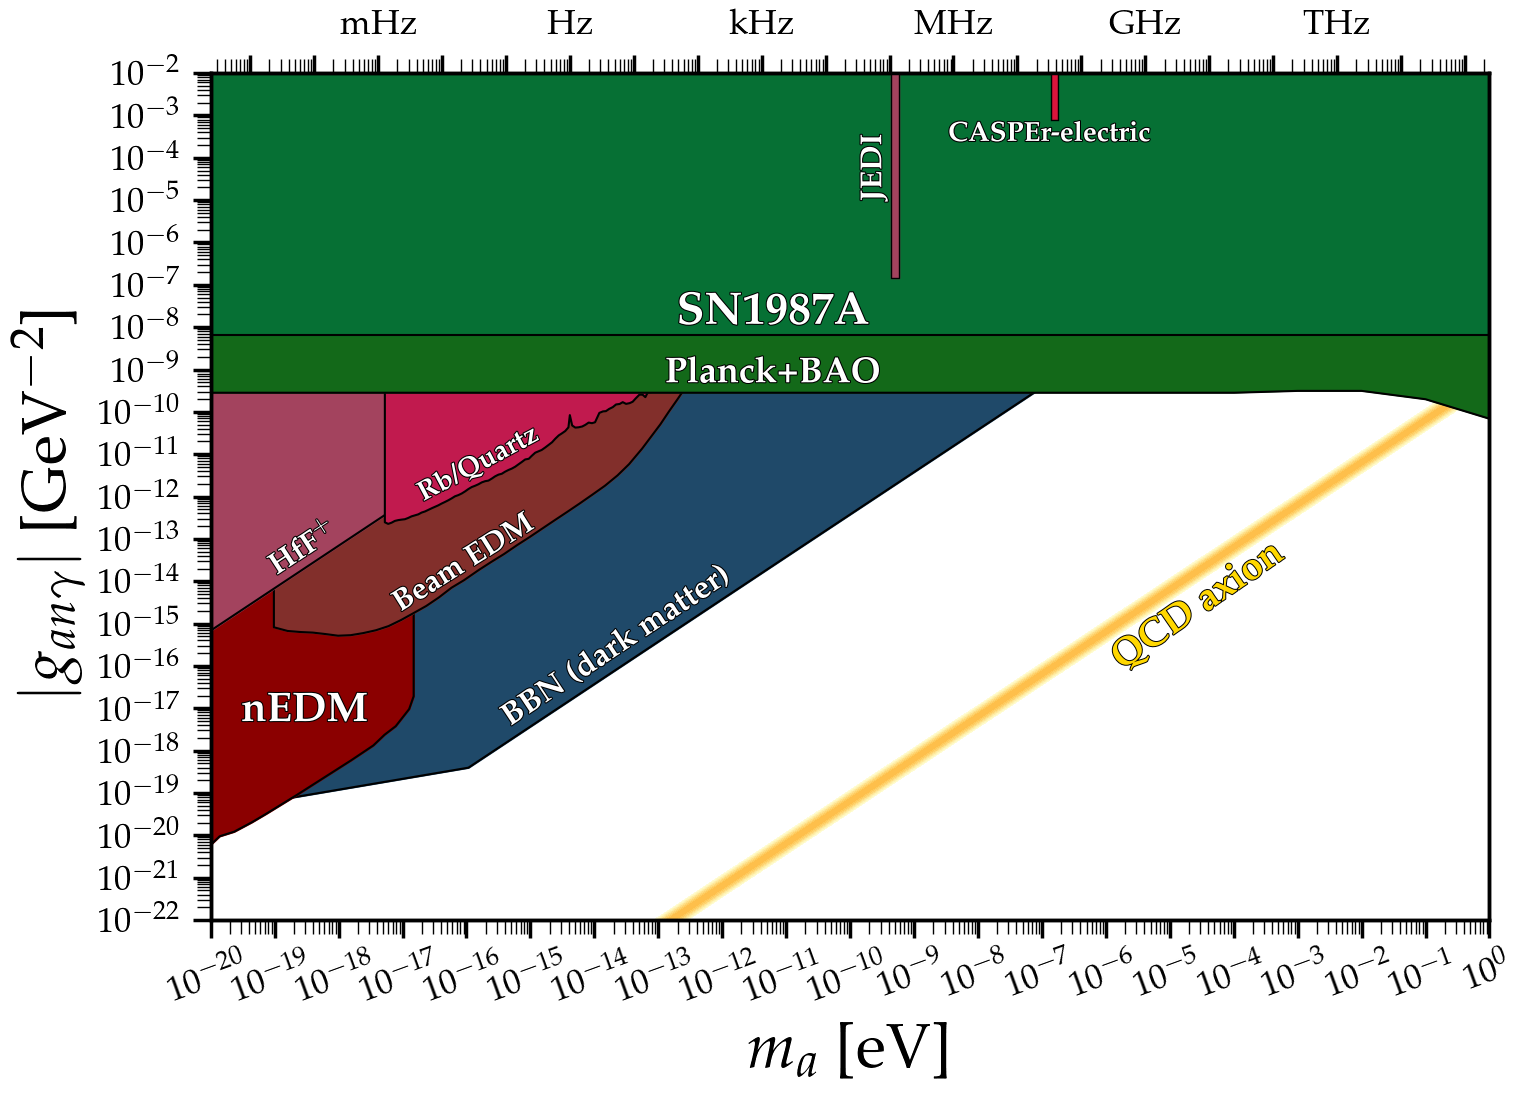 mHz Hz kHz MHz GHz THz
10⁻²
10⁻³
10⁻⁴
10⁻⁵
10⁻⁶
10⁻⁷
10⁻⁸
10⁻⁹
10⁻¹⁰
10⁻¹¹
10⁻¹²
10⁻¹³
10⁻¹⁴
10⁻¹⁵
10⁻¹⁶
10⁻¹⁷
10⁻¹⁸
10⁻¹⁹
10⁻²⁰
10⁻²¹
10⁻²²
|g_{anγ}| [GeV⁻²]
CASPEr-electric
JEDI
SN1987A
Planck+BAO
Rb/Quartz
HfF⁺
Beam EDM
BBN (dark matter)
QCD axion
nEDM
10⁻²⁰ 10⁻¹⁹ 10⁻¹⁸ 10⁻¹⁷ 10⁻¹⁶ 10⁻¹⁵ 10⁻¹⁴ 10⁻¹³ 10⁻¹² 10⁻¹¹ 10⁻¹⁰ 10⁻⁹ 10⁻⁸ 10⁻⁷ 10⁻⁶ 10⁻⁵ 10⁻⁴ 10⁻³ 10⁻² 10⁻¹ 10⁰
mₐ [eV]